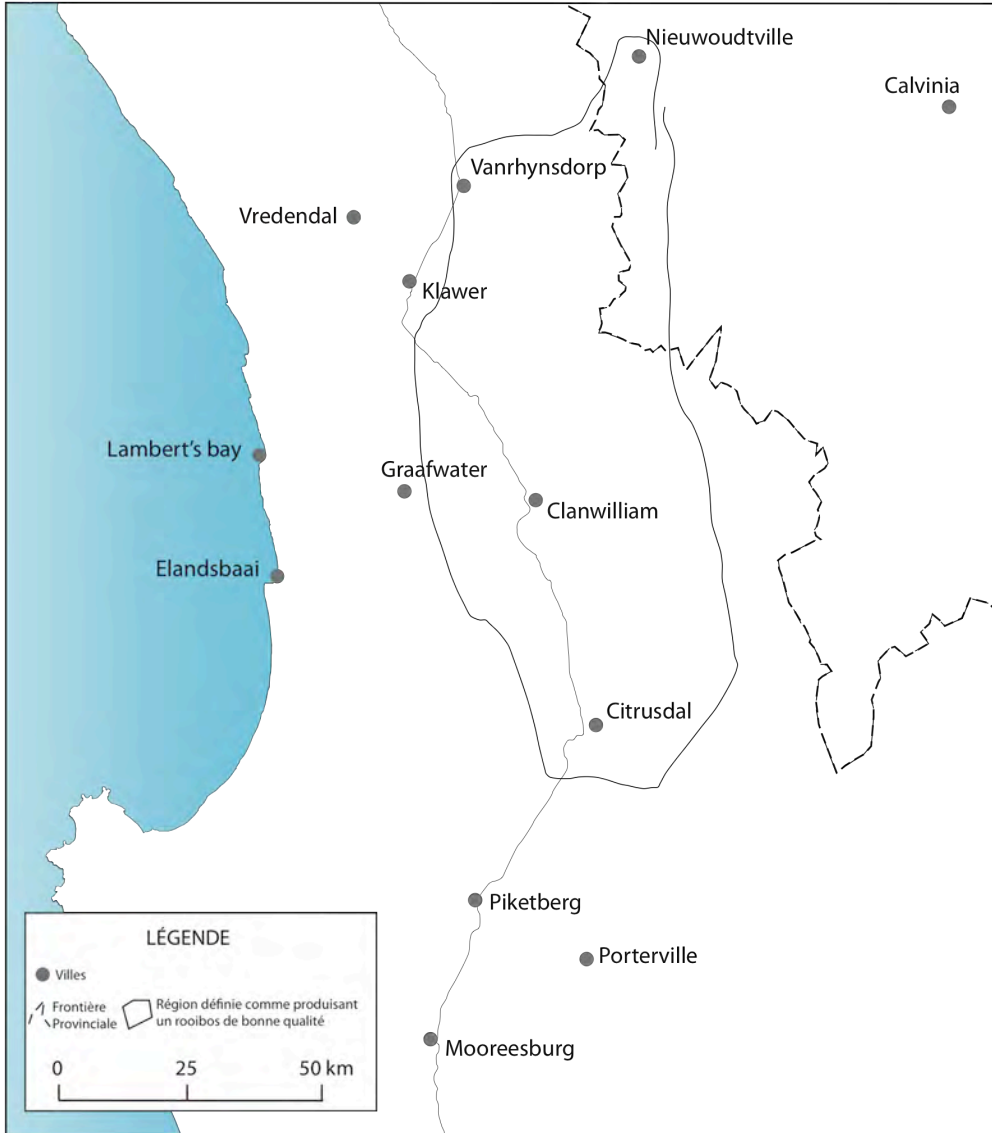 Nieuwoudtville
Calvinia
Vanrhynsdorp
Vredendal
Klawer
Lambert's bay
Graafwater
Clanwilliam
Elandsbaai
Citrusdal
Piketberg
Porterville
Mooreesburg
LÉGENDE
Villes
Frontière
Provinciale
Région définie comme produisant
un rooibos de bonne qualité
0 25 50 km